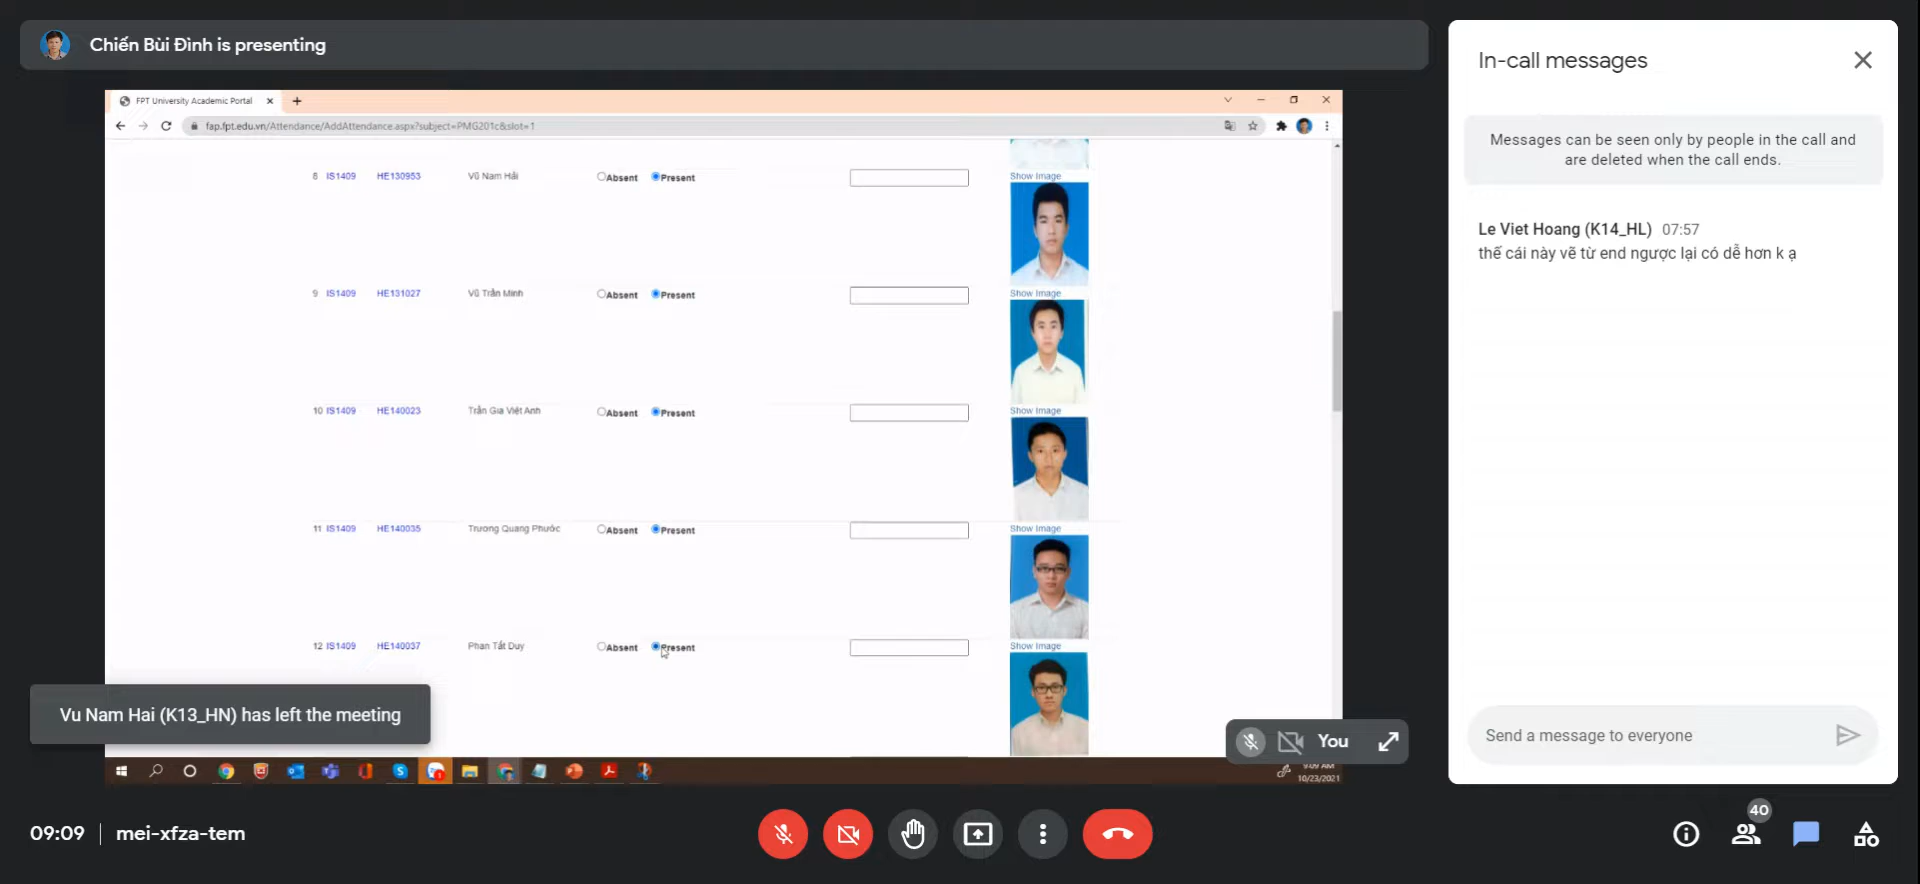 Chiến Bùi Đình is presenting
FPT University Academic Portal
fap.fpt.edu.vn/Attendance/AddAttendance.aspx?subject=PMG201c&slot=1
8 IS1409 HE130953 Vũ Nam Hải Absent Present Show Image
9 IS1409 HE131027 Vũ Trần Minh Absent Present Show Image
10 IS1409 HE140023 Trần Gia Việt Anh Absent Present Show Image
11 IS1409 HE140035 Trương Quang Phước Absent Present Show Image
12 IS1409 HE140037 Phan Tất Duy Absent Present Show Image
Vu Nam Hai (K13_HN) has left the meeting
You
9:09 AM
10/23/2021
09:09 | mei-xfza-tem
In-call messages
Messages can be seen only by people in the call and
are deleted when the call ends.
Le Viet Hoang (K14_HL) 07:57
thế cái này vẽ từ end ngược lại có dễ hơn k ạ
Send a message to everyone
40